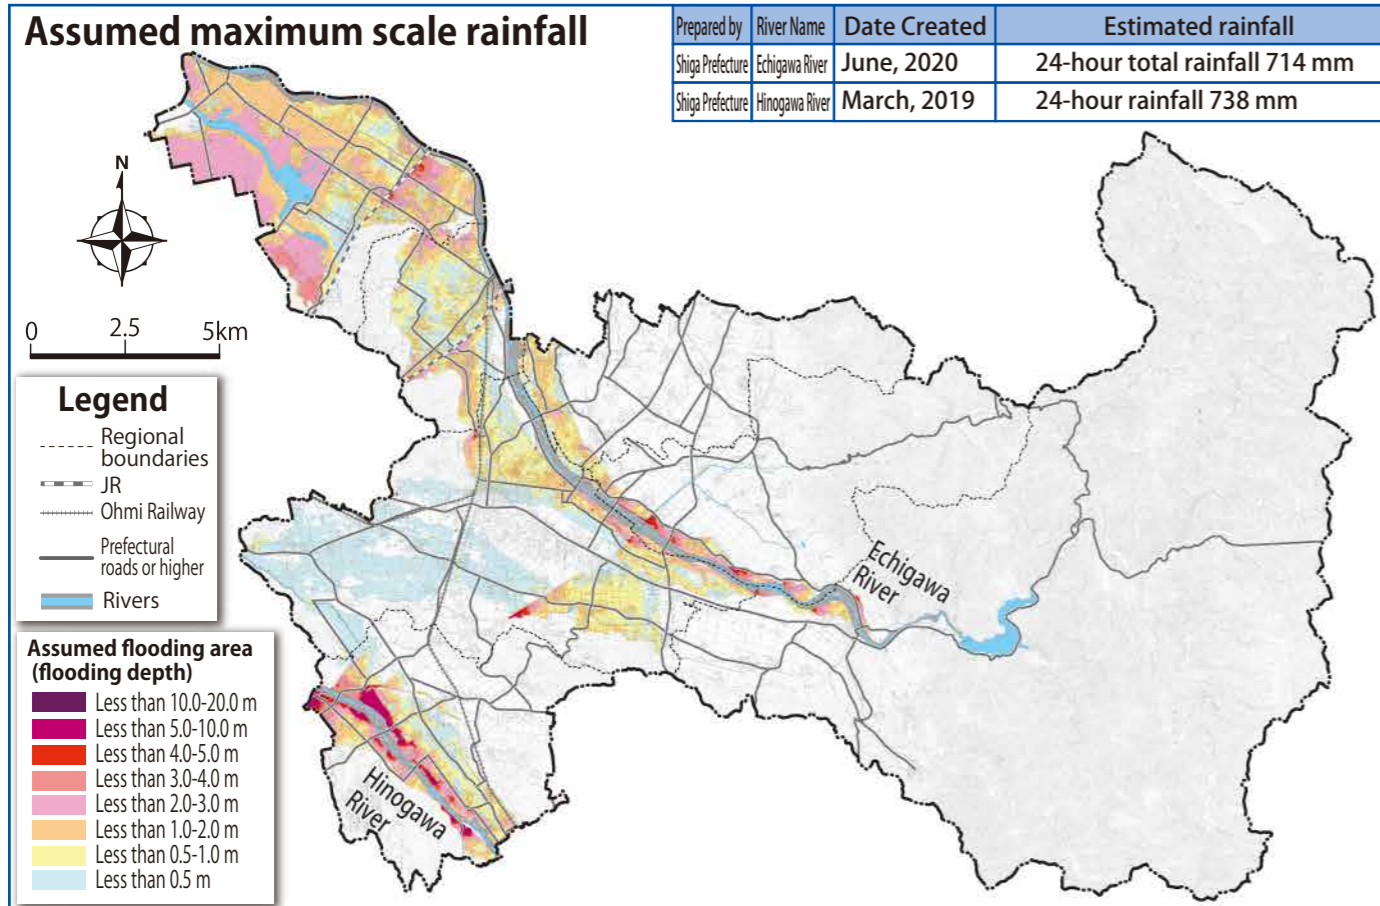 Assumed maximum scale rainfall
Prepared by River Name Date Created Estimated rainfall
Shiga Prefecture Echigawa River June, 2020 24-hour total rainfall 714 mm
Shiga Prefecture Hinogawa River March, 2019 24-hour rainfall 738 mm
N
0 2.5 5km
Legend
Regional
boundaries
JR
Ohmi Railway
Prefectural
roads or higher
Rivers
Assumed flooding area
(flooding depth)
Less than 10.0-20.0 m
Less than 5.0-10.0 m
Less than 4.0-5.0 m
Less than 3.0-4.0 m
Less than 2.0-3.0 m
Less than 1.0-2.0 m
Less than 0.5-1.0 m
Less than 0.5 m
Echigawa
River
Hinogawa
River